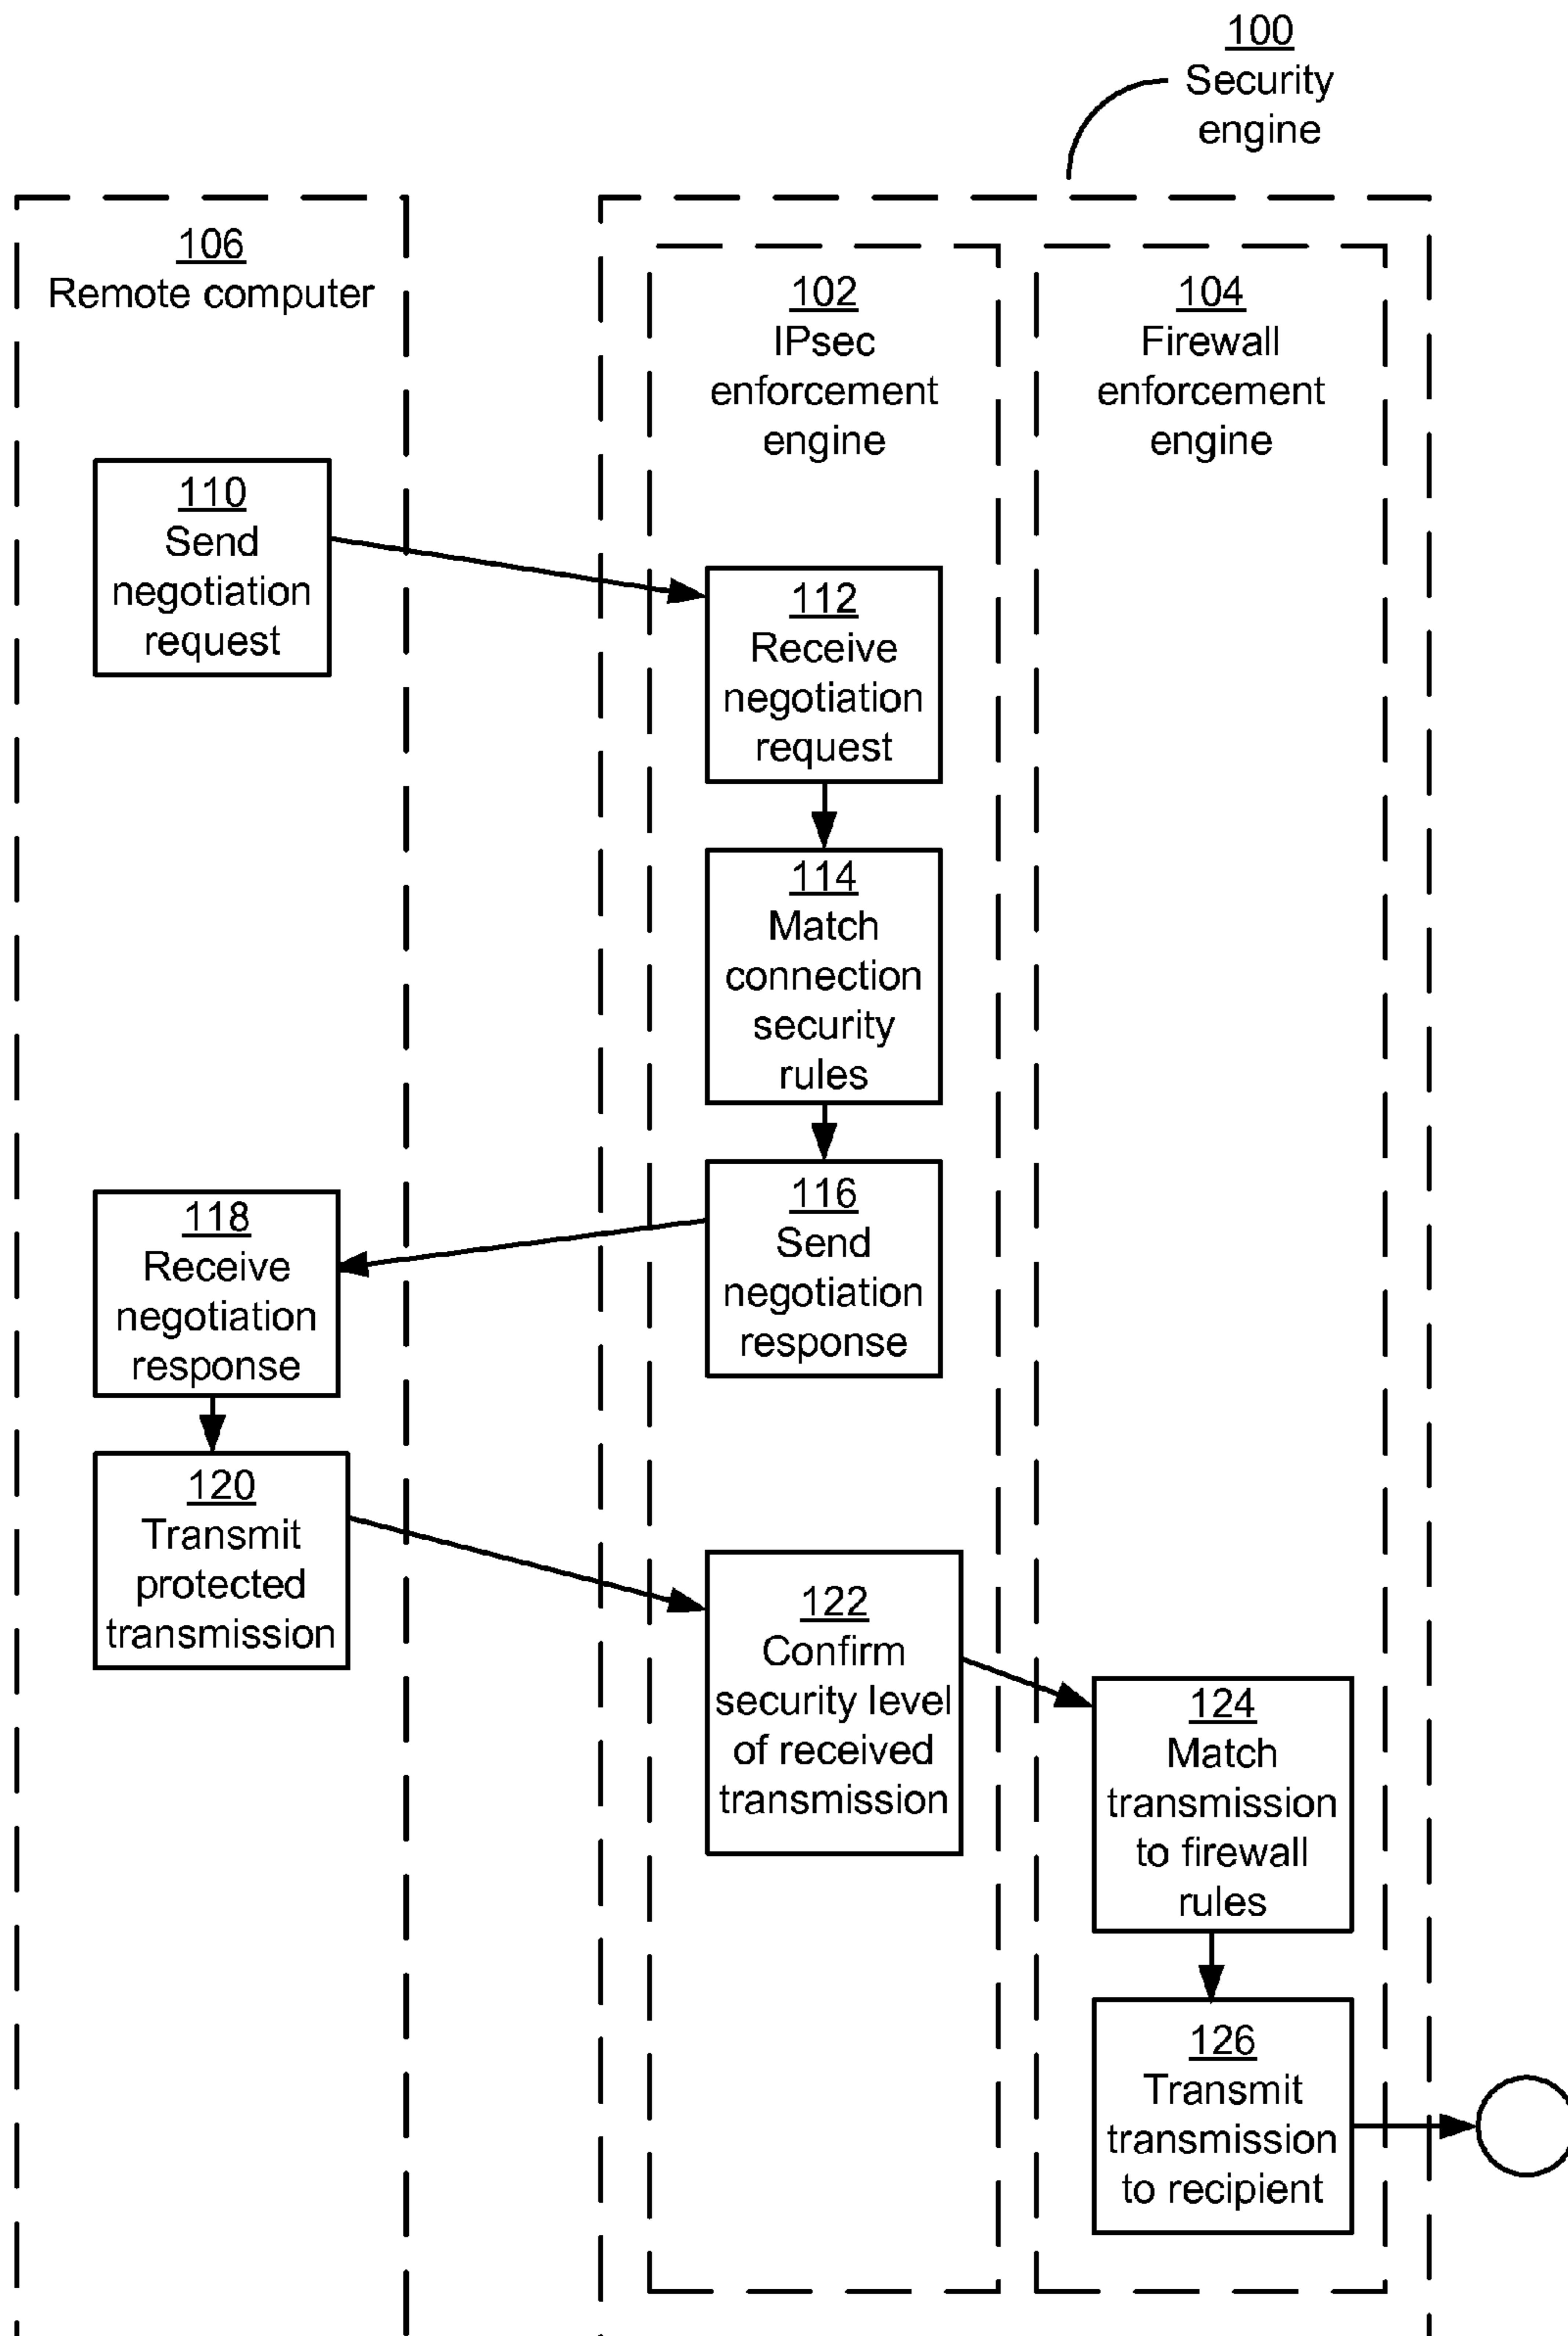 100
Security
engine
106
Remote computer
102
IPsec
enforcement
engine
104
Firewall
enforcement
engine
110
Send
negotiation
request
112
Receive
negotiation
request
114
Match
connection
security
rules
116
Send
negotiation
response
118
Receive
negotiation
response
120
Transmit
protected
transmission
122
Confirm
security level
of received
transmission
124
Match
transmission
to firewall
rules
126
Transmit
transmission
to recipient